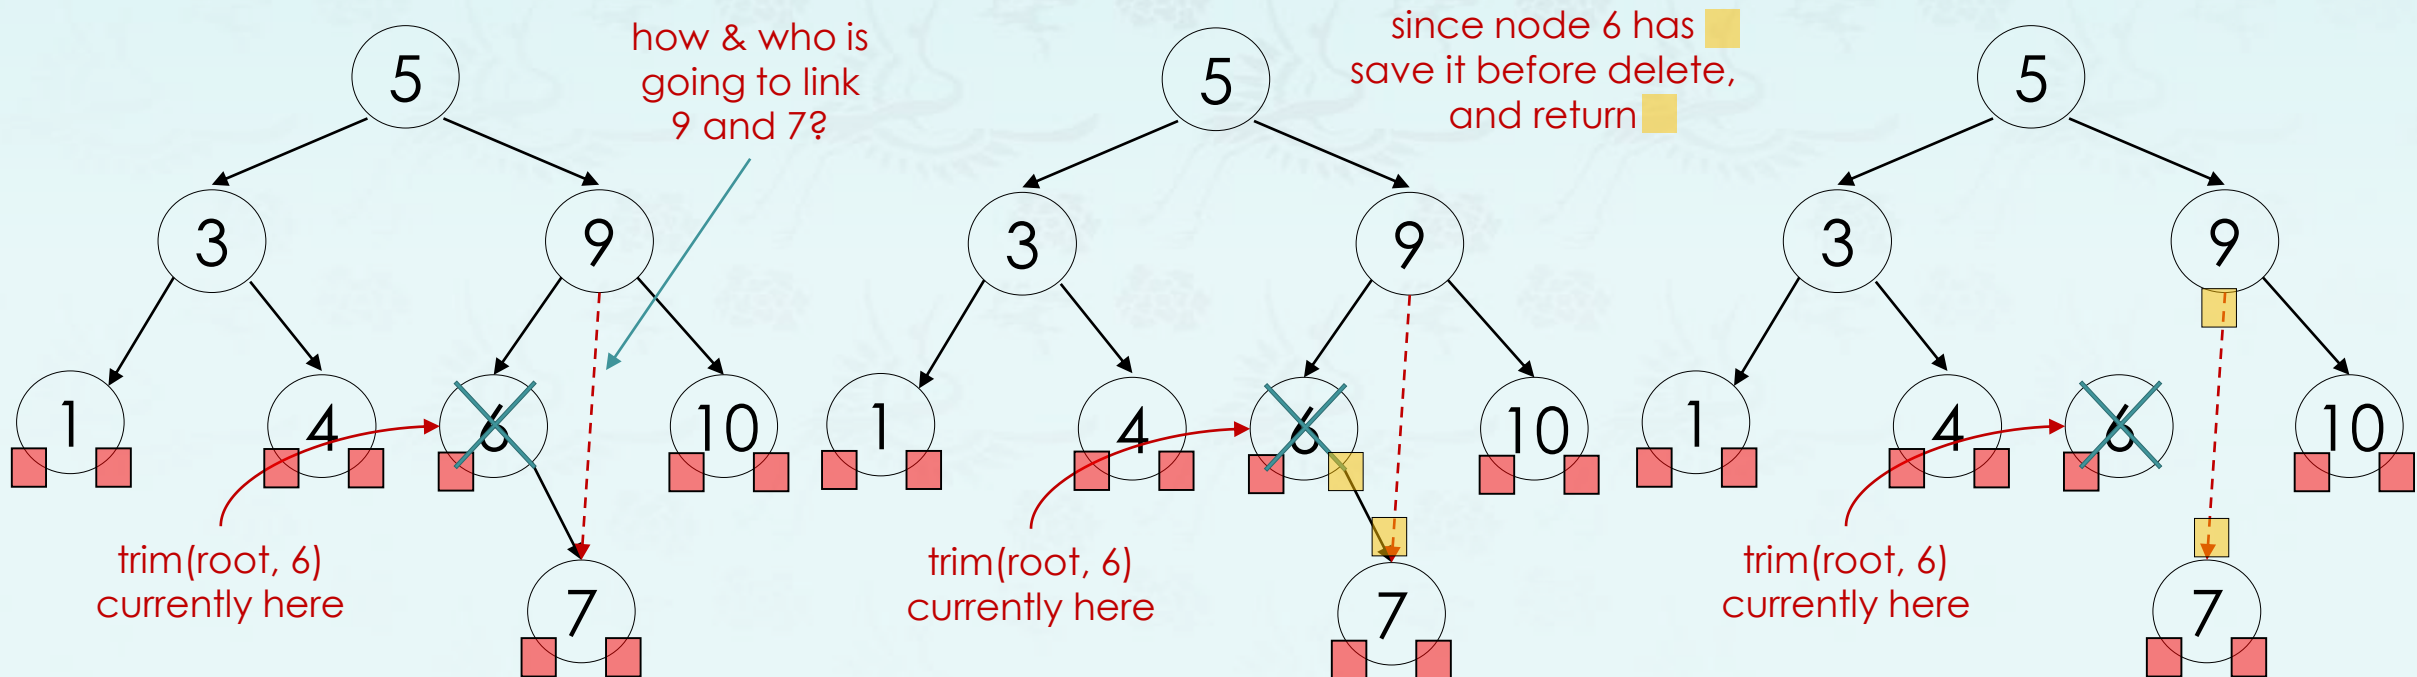 5
3
9
1
4
6
10
7
how & who is
going to link
9 and 7?
trim(root, 6)
currently here
5
3
9
1
4
6
10
7
since node 6 has
save it before delete,
and return
trim(root, 6)
currently here
5
3
9
1
4
6
10
7
trim(root, 6)
currently here